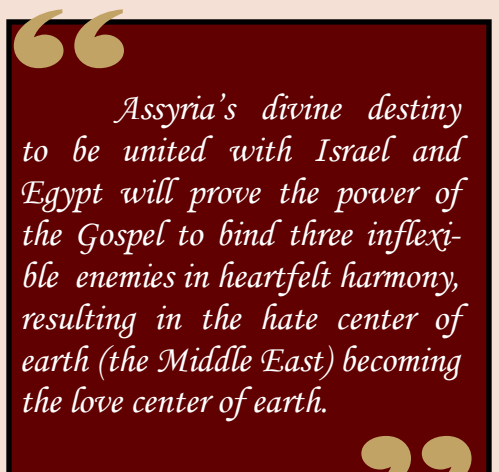 “
Assyria’s divine destiny
to be united with Israel and
Egypt will prove the power of
the Gospel to bind three inflexi-
ble enemies in heartfelt harmony,
resulting in the hate center of
earth (the Middle East) becoming
the love center of earth.
”